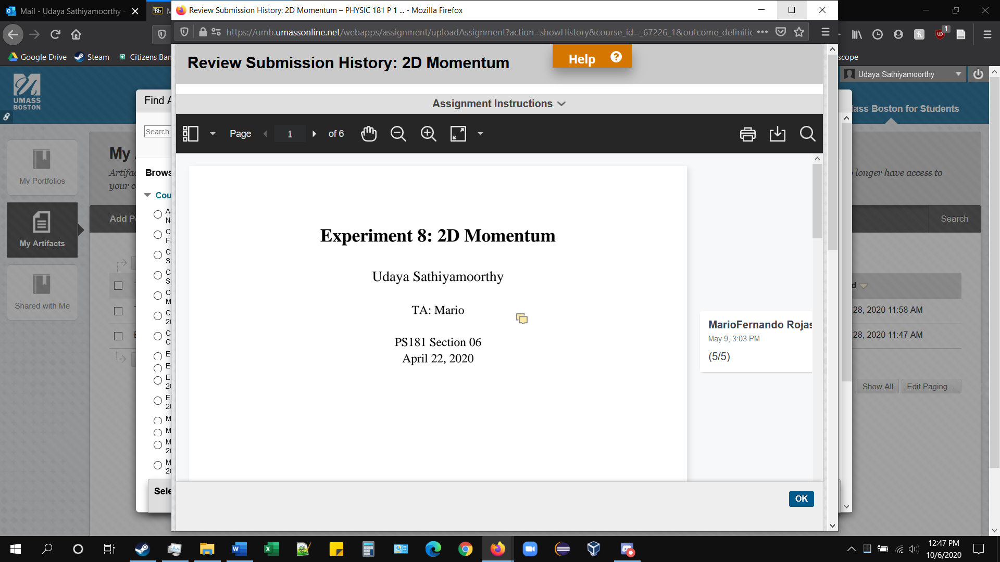 Mail - Udaya Sathiyamoorthy -
Bb
Review Submission History: 2D Momentum – PHYSIC 181 P 1 ... - Mozilla Firefox
https://umb.umassonline.net/webapps/assignment/uploadAssignment?action=showHistory&course_id=_67226_1&outcome_definitic
Google Drive
Steam
Citizens Ban
scope
1
UMASS
BOSTON
Udaya Sathiyamoorthy
ass Boston for Students
Review Submission History: 2D Momentum
Help
Find A
Assignment Instructions
Search
Page
1
of 6
My Portfolios
My Artifacts
Shared with Me
My
Artifac
your c
longer have access to
Brows
Cou
Add P
Search
Experiment 8: 2D Momentum
Udaya Sathiyamoorthy
TA: Mario
PS181 Section 06
April 22, 2020
MarioFernando Rojas
May 9, 3:03 PM
(5/5)
d
28, 2020 11:58 AM
28, 2020 11:47 AM
Show All
Edit Paging...
Sele
OK
12:47 PM
10/6/2020